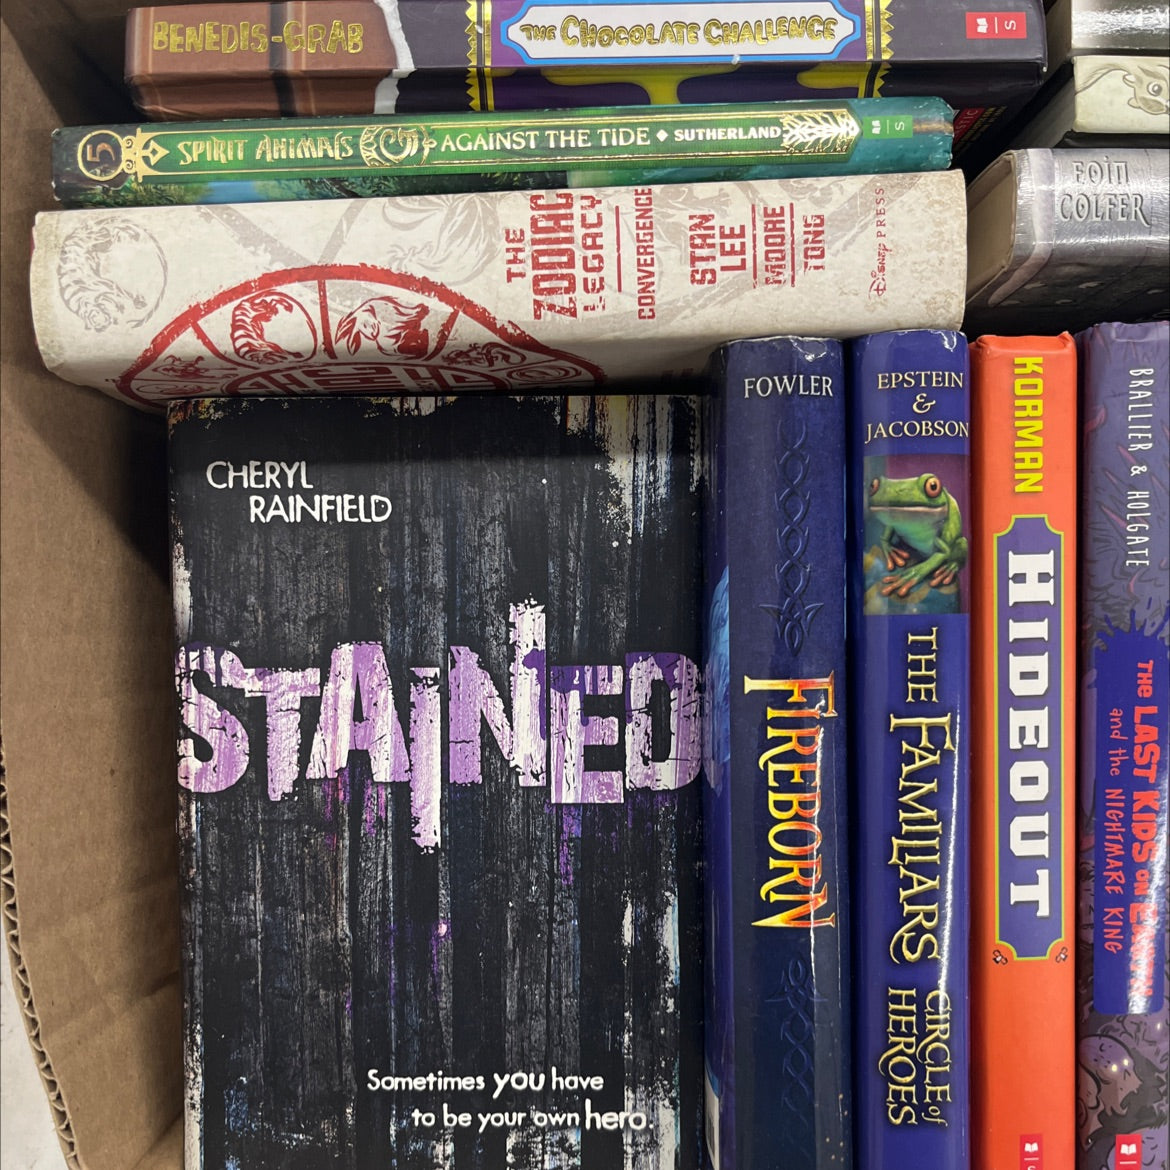 BENEDIS-GRAB
THE CHOCOLATE CHALLENGE
S
5
SPIRIT ANIMALS
AGAINST THE TIDE ◆ SUTHERLAND
S
THE
ZODIAC
LEGACY
CONVERGENCE
STAN
LEE
MOORE
TONG
Disney PRESS
EOIN
COLFER
CHERYL
RAINFIELD
STAINED
Sometimes you have
to be your own hero.
FOWLER
FIREBORN
EPSTEIN
&
JACOBSON
THE FAMILIARS
CIRCLE of
HEROES
KORMAN
HIDEOUT
BRALLIER & HOLGATE
THE LAST KIDS ON EARTH
and the NIGHTMARE KING